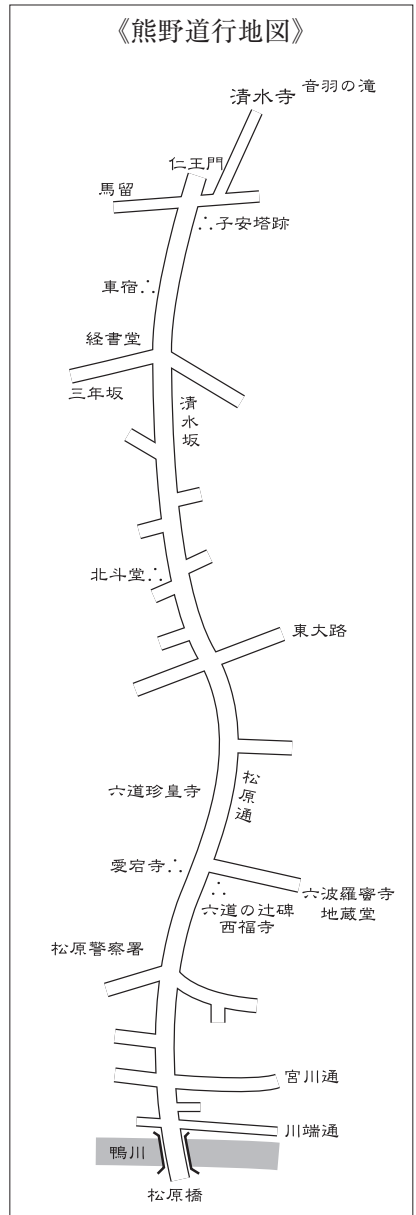 《熊野道行地図》
音羽の滝
清水寺
仁王門
馬留
子安塔跡
車宿
経書堂
三年坂
清水坂
北斗堂
東大路
松原通
六道珍皇寺
愛宕寺
六波羅密寺
地蔵堂
六道の辻碑
西福寺
松原警察署
宮川通
川端通
鴨川
松原橋